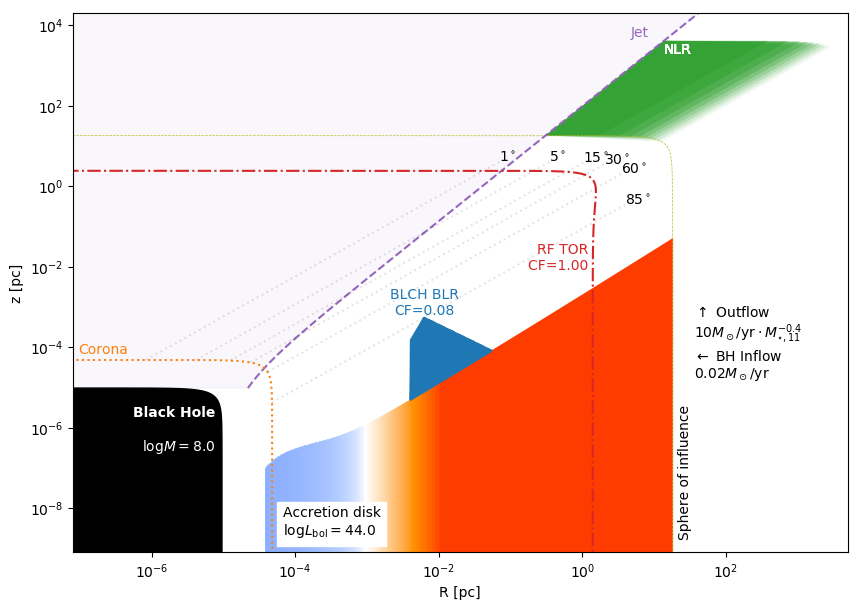 10^4
10^2
10^0
10^-2
10^-4
10^-6
10^-8
z [pc]
Jet
NLR
1°
5°
15°
30°
60°
85°
RF TOR
CF=1.00
BLCH BLR
CF=0.08
Corona
Black Hole
logM = 8.0
Accretion disk
logL_bol = 44.0
Sphere of influence
↑ Outflow
10M_⊙/yr · M_⋆,11^-0.4
← BH Inflow
0.02M_⊙/yr
10^-6
10^-4
10^-2
10^0
10^2
R [pc]